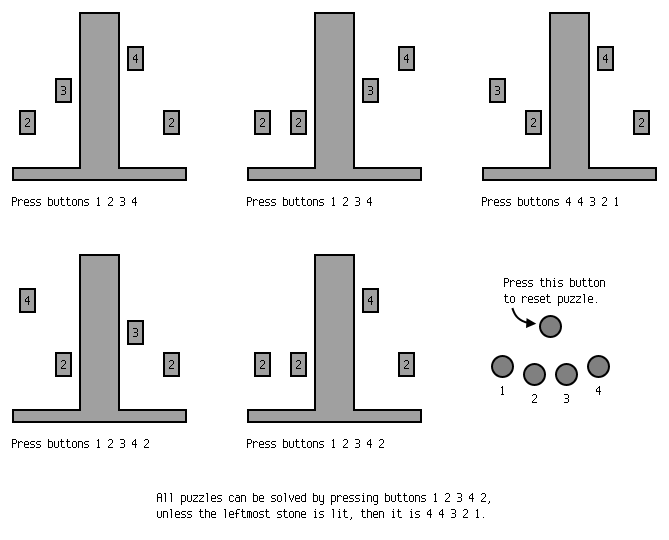 4
3
2 2
Press buttons 1 2 3 4
4
3
2 2
Press buttons 1 2 3 4
4
3
2 2
Press buttons 4 4 3 2 1
4
3
2 2
Press buttons 1 2 3 4 2
4
2 2 2
Press buttons 1 2 3 4 2
Press this button
to reset puzzle.
1 2 3 4
All puzzles can be solved by pressing buttons 1 2 3 4 2,
unless the leftmost stone is lit, then it is 4 4 3 2 1.